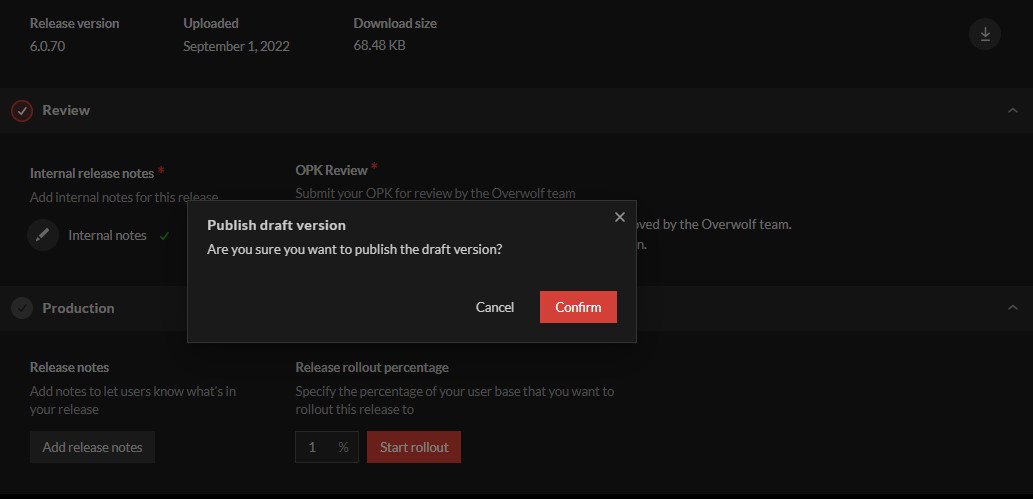 Release version
Uploaded
Download size
6.0.70
September 1, 2022
68.48 KB
Review
Internal release notes *
OPK Review *
Add internal notes for this release
Submit your OPK for review by the Overwolf team
Internal notes
by the Overwolf team.
Publish draft version
Are you sure you want to publish the draft version?
Cancel
Confirm
Production
Release notes
Release rollout percentage
Add notes to let users know what's in
your release
Specify the percentage of your user base that you want to
rollout this release to
Add release notes
1 %
Start rollout